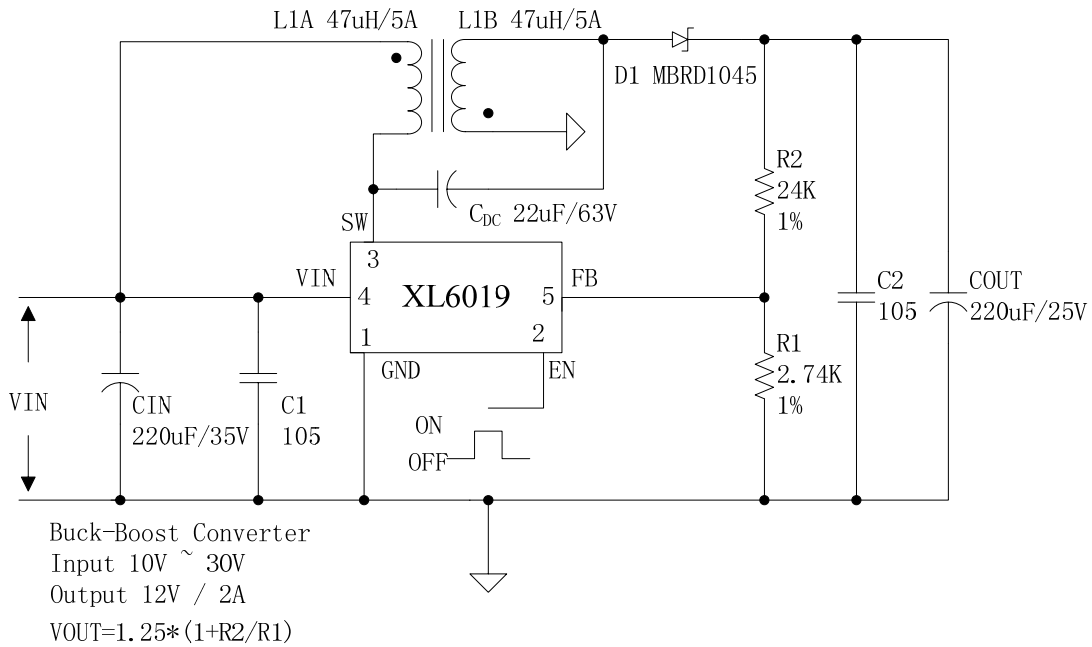 L1A 47uH/5A
L1B 47uH/5A
D1 MBRD1045
R2
24K
1%
C_DC 22uF/63V
SW
3
VIN
4
XL6019
5
FB
1
2
GND
EN
C2
105
COUT
220uF/25V
R1
2.74K
1%
VIN
CIN
220uF/35V
C1
105
ON
OFF
Buck-Boost Converter
Input 10V ~ 30V
Output 12V / 2A
VOUT=1.25*(1+R2/R1)